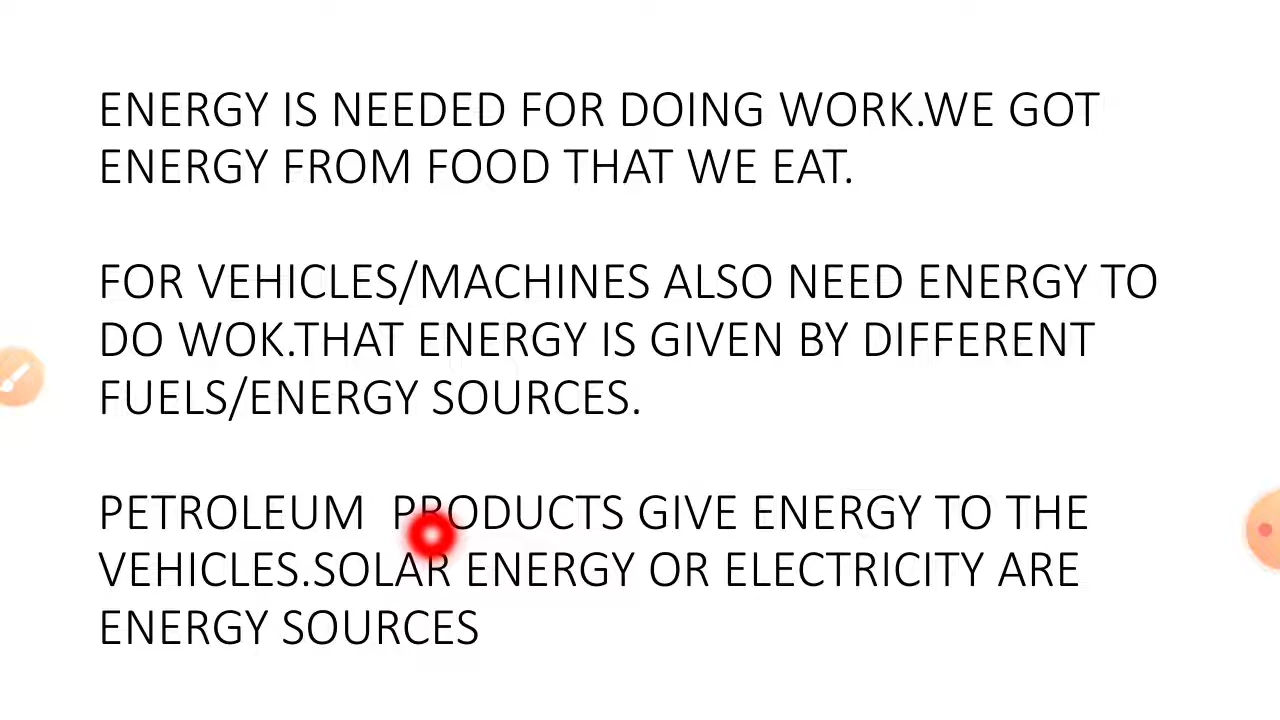 ENERGY IS NEEDED FOR DOING WORK.WE GOT
ENERGY FROM FOOD THAT WE EAT.
FOR VEHICLES/MACHINES ALSO NEED ENERGY TO
DO WOK.THAT ENERGY IS GIVEN BY DIFFERENT
FUELS/ENERGY SOURCES.
PETROLEUM  PRODUCTS GIVE ENERGY TO THE
VEHICLES.SOLAR ENERGY OR ELECTRICITY ARE
ENERGY SOURCES